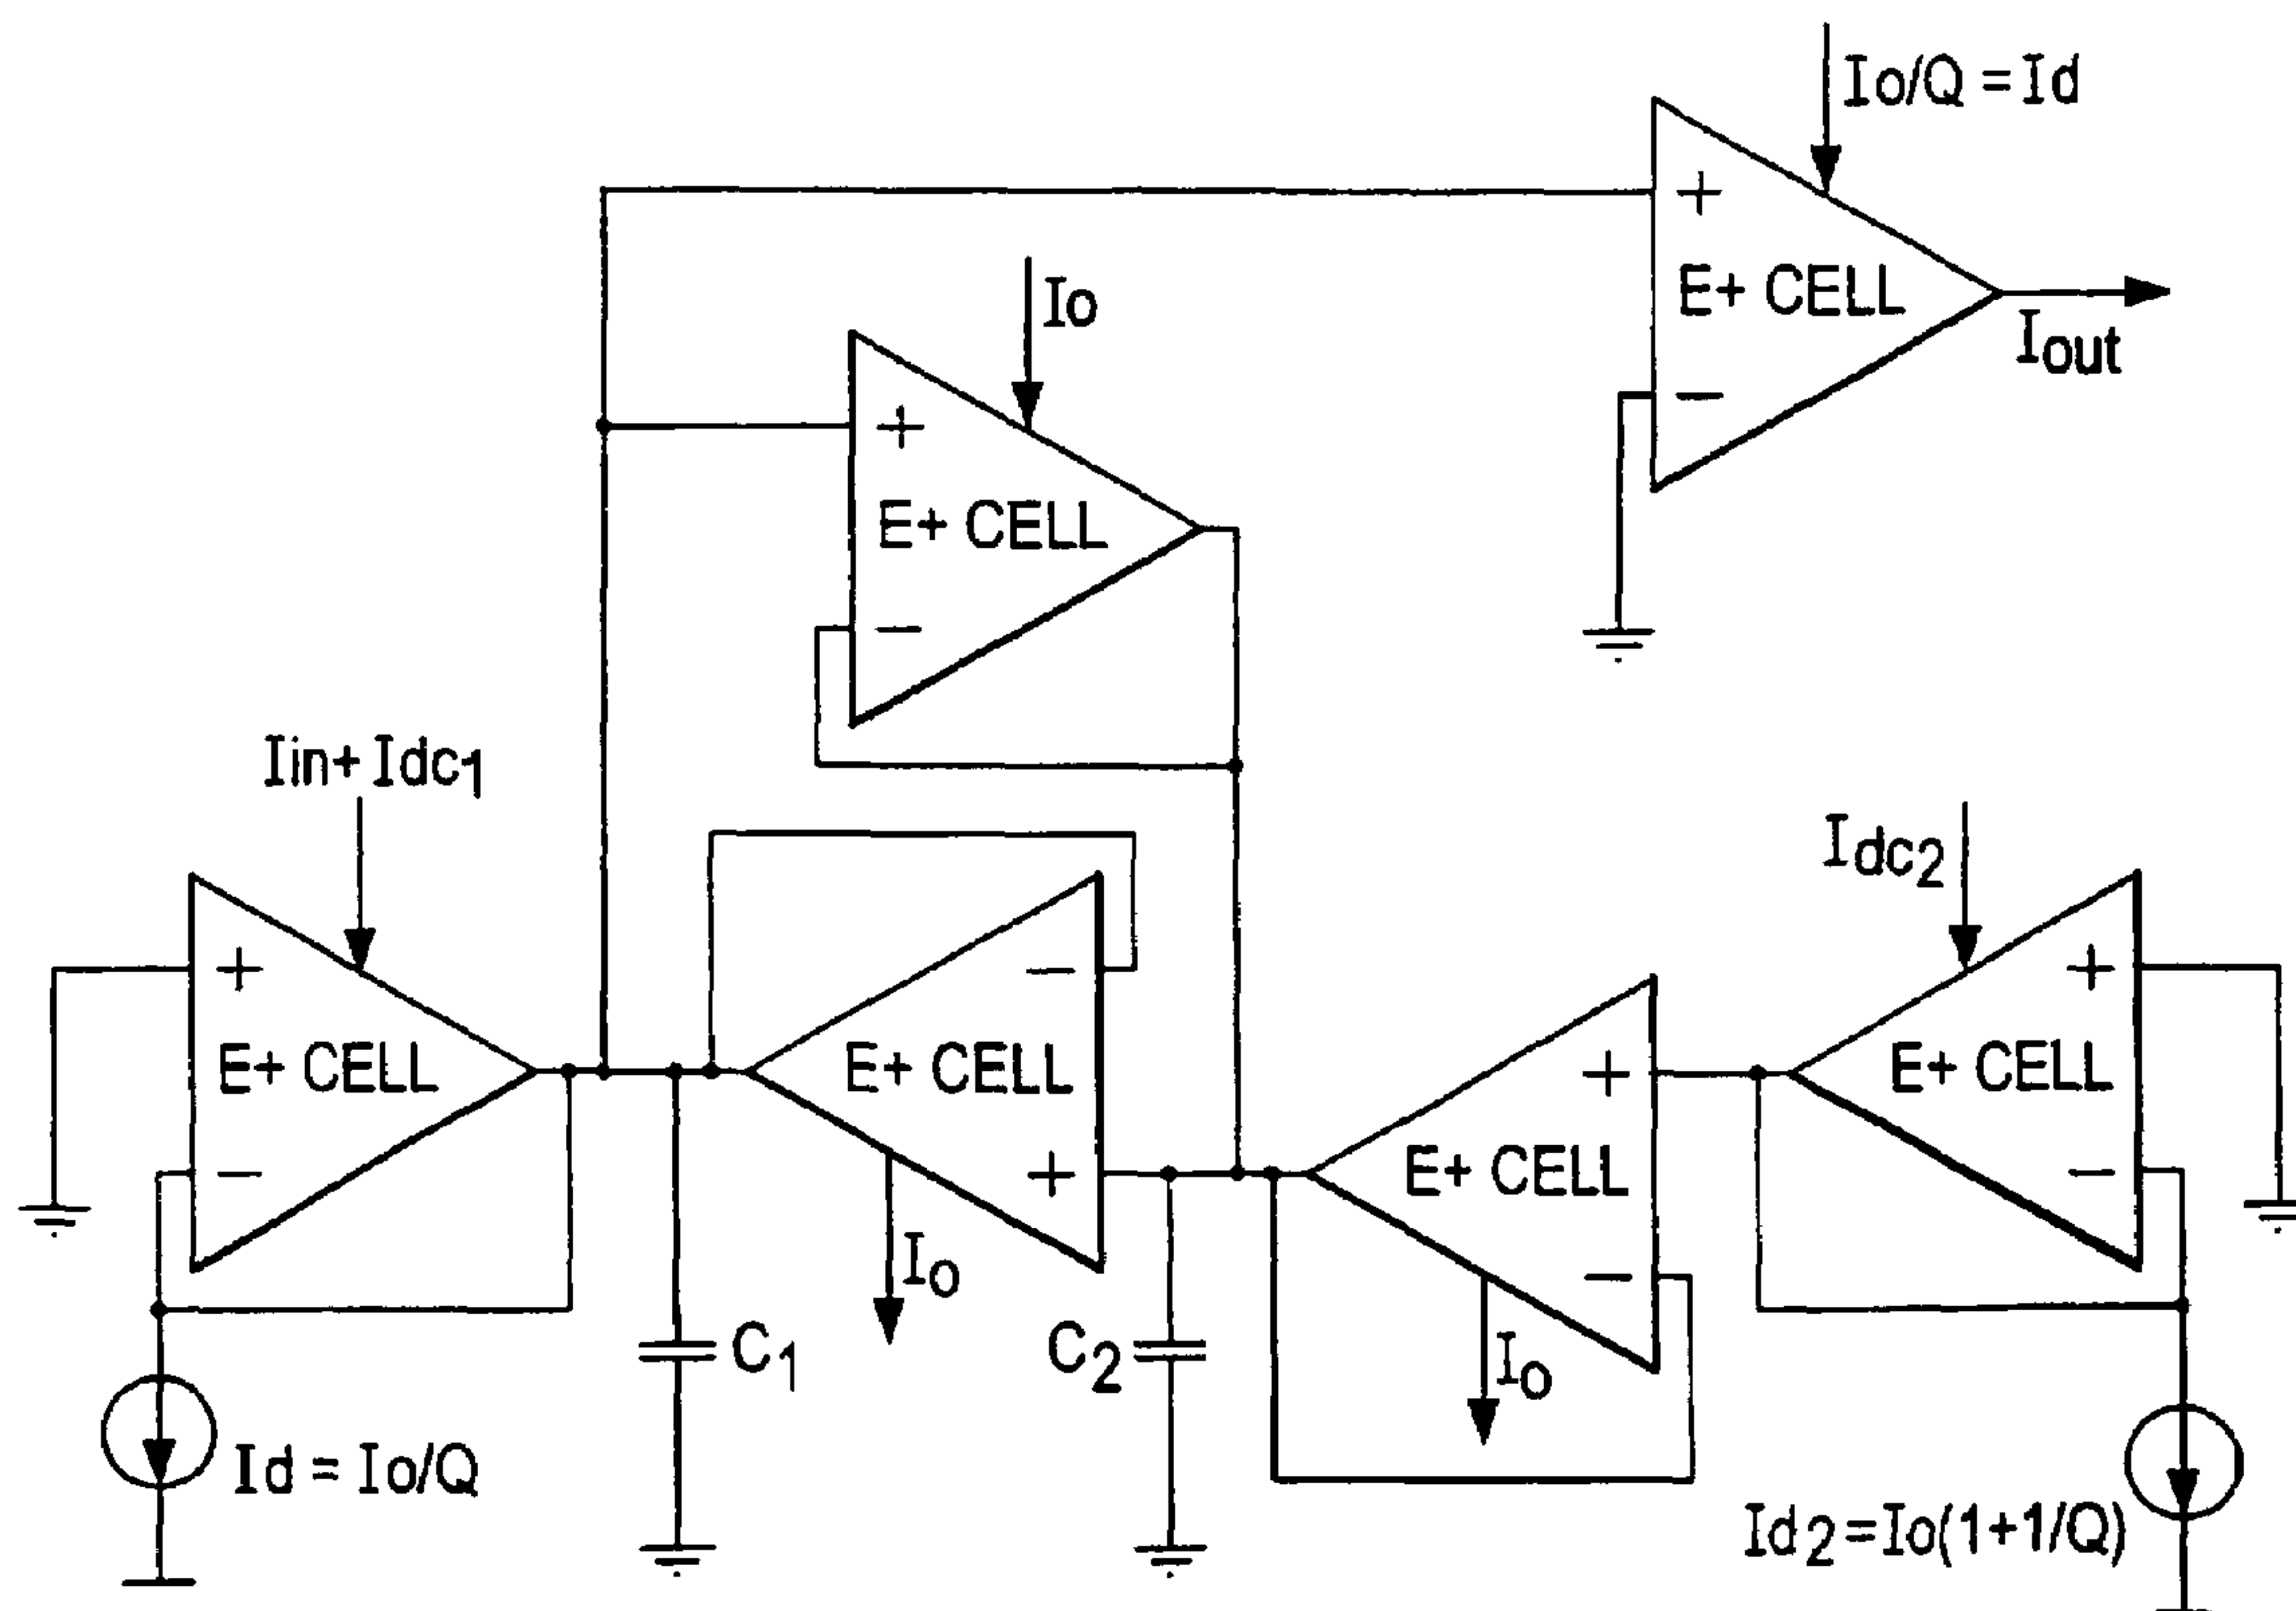 Io/Q = Id
+
E+ CELL
−
Iout
Io
+
E+ CELL
−
Iin+ Idc1
+
E+ CELL
−
Id = Io/Q
C1
−
E+ CELL
+
Io
C2
+
E+ CELL
−
Io
Idc2
+
E+ CELL
−
Id2=Io(1+1/Q)